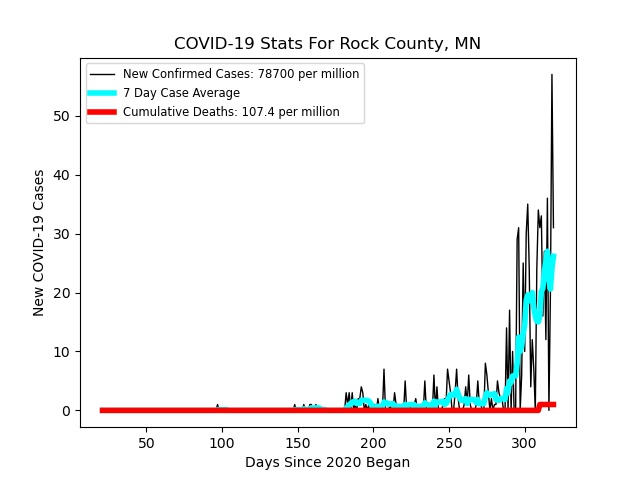 COVID-19 Stats For Rock County, MN
New Confirmed Cases: 78700 per million
7 Day Case Average
Cumulative Deaths: 107.4 per million
New COVID-19 Cases
50
40
30
20
10
0
50 100 150 200 250 300
Days Since 2020 Began